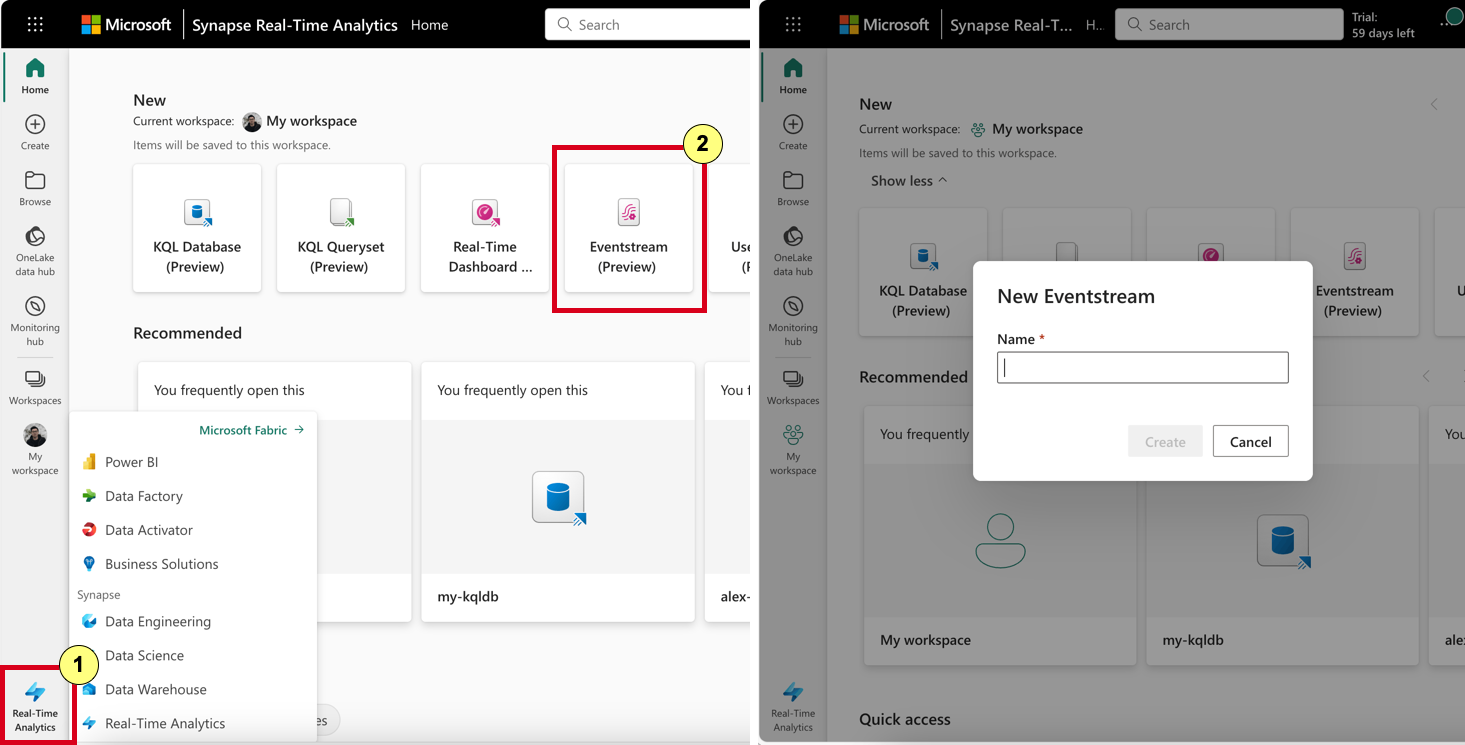 Microsoft
Synapse Real-Time Analytics
Home
Search
Home
Create
Browse
OneLake
data hub
Monitoring
hub
Workspaces
My
workspace
Real-Time
Analytics
1
New
Current workspace: My workspace
Items will be saved to this workspace.
KQL Database
(Preview)
KQL Queryset
(Preview)
Real-Time
Dashboard ...
Eventstream
(Preview)
2
Use
(F
Recommended
You frequently open this
You frequently open this
my-kqldb
You f
alex-
Microsoft Fabric
Power BI
Data Factory
Data Activator
Business Solutions
Synapse
Data Engineering
Data Science
Data Warehouse
Real-Time Analytics
es
Microsoft
Synapse Real-T...
H...
Search
Trial:
59 days left
Home
Create
Browse
OneLake
data hub
Monitoring
hub
Workspaces
My
workspace
Real-Time
Analytics
New
Current workspace: My workspace
Items will be saved to this workspace.
Show less
KQL Database
(Preview)
Eventstream
(Preview)
U
New Eventstream
Name *
Create
Cancel
Recommended
You frequently
My workspace
my-kqldb
You
ale
Quick access